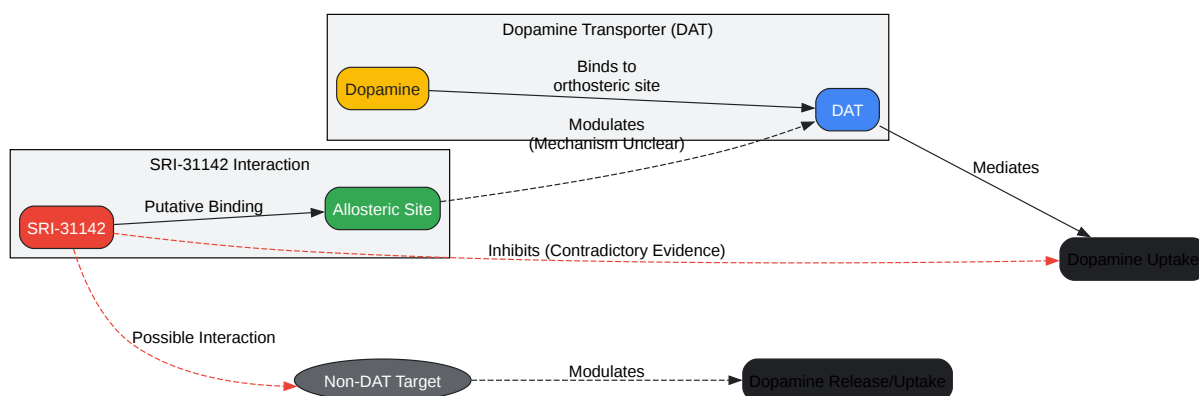 Dopamine Transporter (DAT)
Binds to
orthosteric site
Dopamine
DAT
Modulates
(Mechanism Unclear)
SRI-31142 Interaction
Mediates
Putative Binding
Allosteric Site
SRI-31142
Inhibits (Contradictory Evidence)
Dopamine Uptake
Possible Interaction
Non-DAT Target
Modulates
Dopamine Release/Uptake